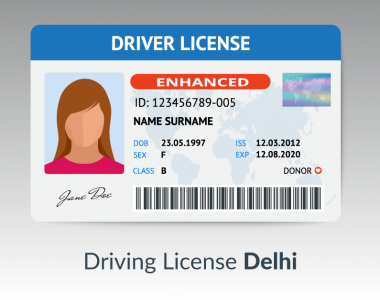 DRIVER LICENSE
ENHANCED
ID: 123456789-005
NAME SURNAME
DOB 23.05.1997 ISS 12.03.2012
SEX F EXP 12.08.2020
CLASS B DONOR
Jane Doe
Driving License Delhi